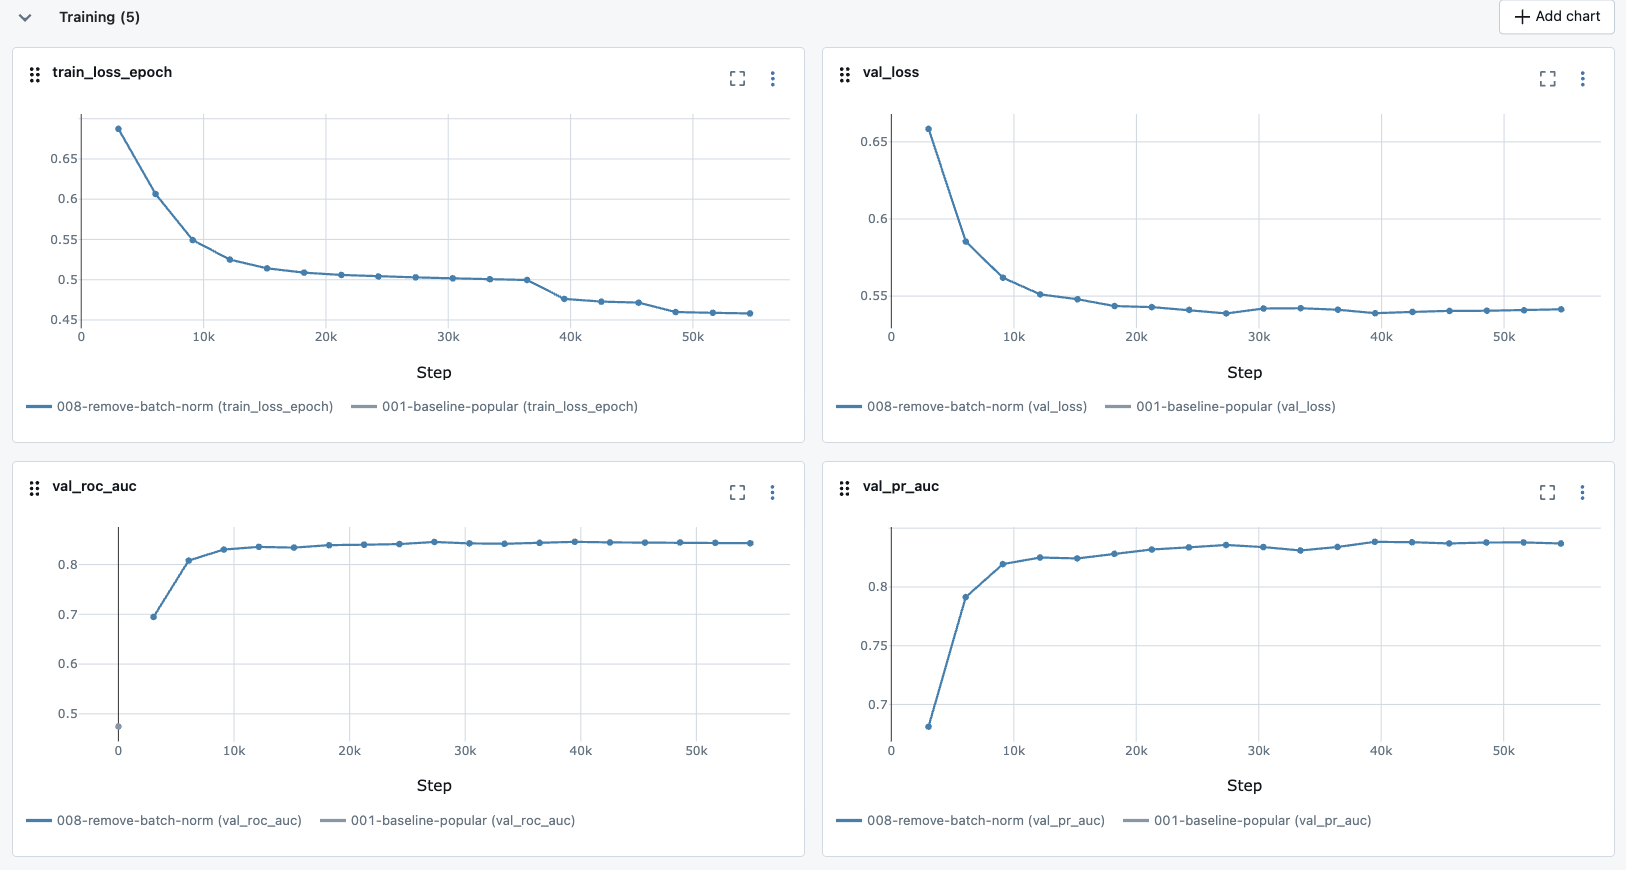 Training (5)
Add chart
train_loss_epoch
0.65
0.6
0.55
0.5
0.45
0 10k 20k 30k 40k 50k
Step
008-remove-batch-norm (train_loss_epoch) 001-baseline-popular (train_loss_epoch)
val_loss
0.65
0.6
0.55
0 10k 20k 30k 40k 50k
Step
008-remove-batch-norm (val_loss) 001-baseline-popular (val_loss)
val_roc_auc
0.8
0.7
0.6
0.5
0 10k 20k 30k 40k 50k
Step
008-remove-batch-norm (val_roc_auc) 001-baseline-popular (val_roc_auc)
val_pr_auc
0.8
0.75
0.7
0 10k 20k 30k 40k 50k
Step
008-remove-batch-norm (val_pr_auc) 001-baseline-popular (val_pr_auc)